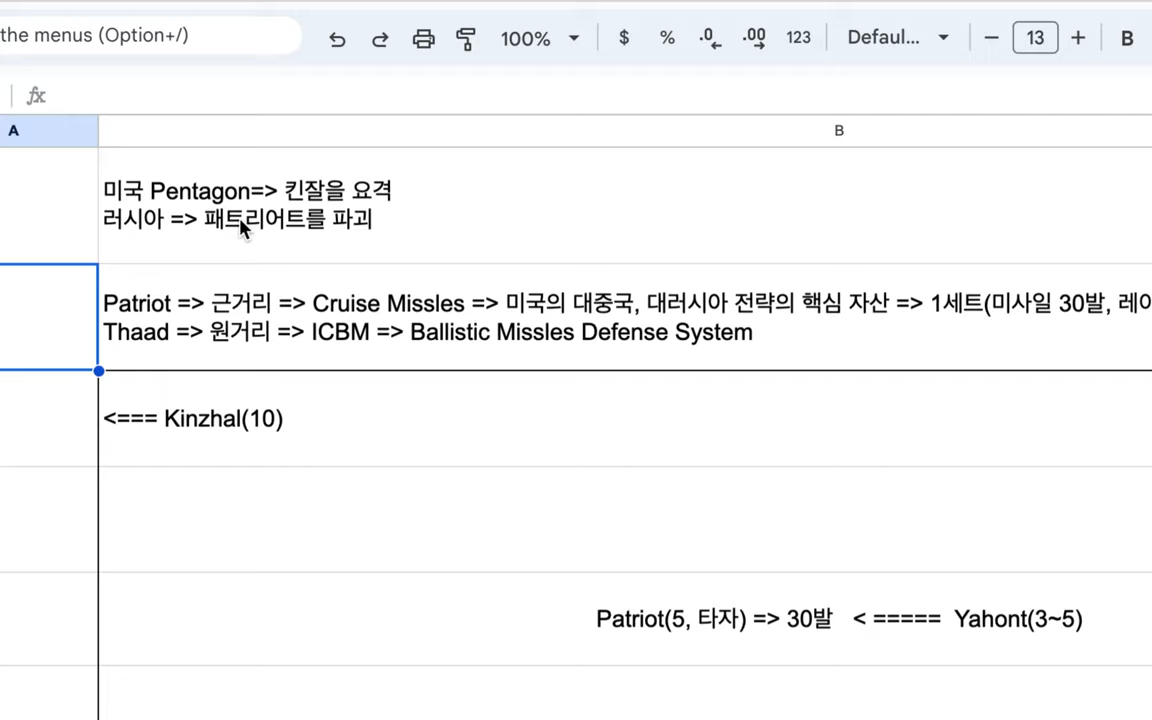 the menus (Option+/)
100%
$ % .0 .00 123
Defaul...
13
B
fx
A
B
미국 Pentagon=> 킨잘을 요격
러시아 => 패트리어트를 파괴
Patriot => 근거리 => Cruise Missles => 미국의 대중국, 대러시아 전략의 핵심 자산 => 1세트(미사일 30발, 레이
Thaad => 원거리 => ICBM => Ballistic Missles Defense System
<=== Kinzhal(10)
Patriot(5, 타자) => 30발 < ===== Yahont(3~5)